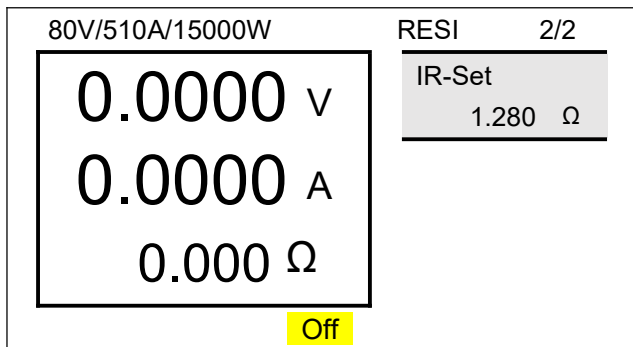 80V/510A/15000W
RESI 2/2
0.0000 V
0.0000 A
0.000 Ω
IR-Set
1.280 Ω
Off